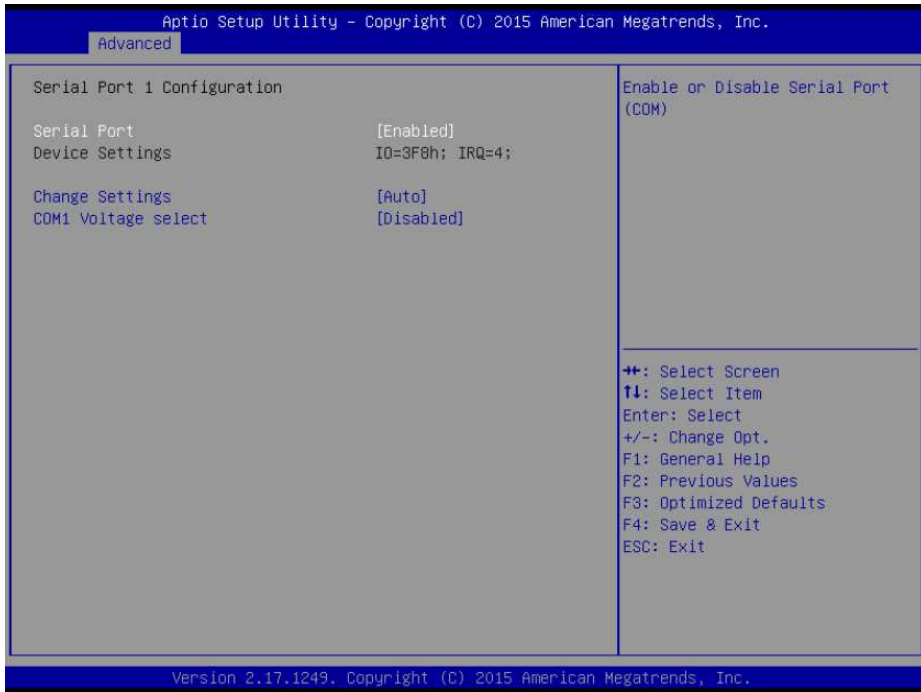 Aptio Setup Utility – Copyright (C) 2015 American Megatrends, Inc.
Advanced
Serial Port 1 Configuration
Serial Port [Enabled]
Device Settings IO=3F8h; IRQ=4;
Change Settings [Auto]
COM1 Voltage select [Disabled]
Enable or Disable Serial Port
(COM)
→←: Select Screen
↑↓: Select Item
Enter: Select
+/-: Change Opt.
F1: General Help
F2: Previous Values
F3: Optimized Defaults
F4: Save & Exit
ESC: Exit
Version 2.17.1249. Copyright (C) 2015 American Megatrends, Inc.